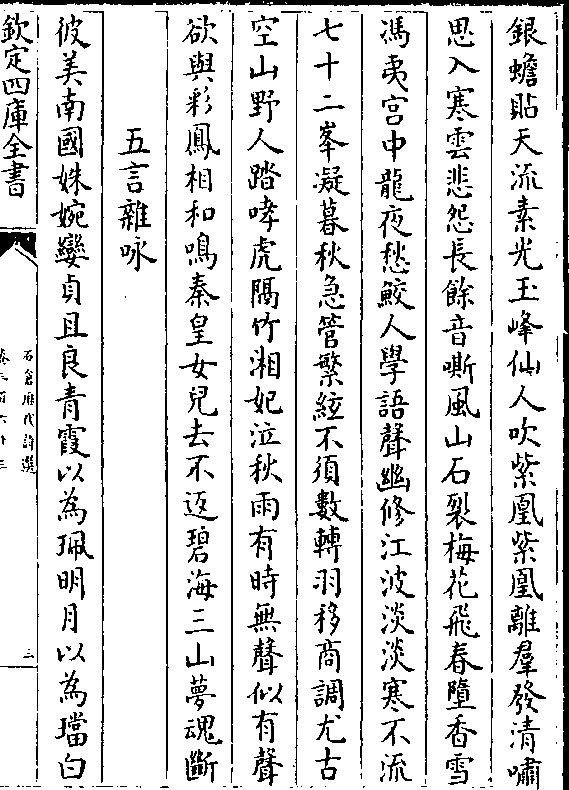 銀蟾貼天流素光玉峰仙人吹紫凰紫凰離羣發清嘯
思入寒雲悲怨長餘音嘶風山石裂梅花飛春墮香雪
馮夷宫中龍夜愁鮫人學語聲幽修江波淡淡寒不流
七十二峯凝暮秋急管繁絃不須數轉羽移商調尤古
空山野人踏哮虎隔竹湘妃泣秋雨有時無聲似有聲
欲與彩鳳相和鳴秦皇女兒去不返碧海三山夢魂斷
五言雜咏
彼美南國姝婉孌貞且良青霞以為珮明月以為璫白
欽定四庫全書
石倉歷代詩選
卷三百六十三
三